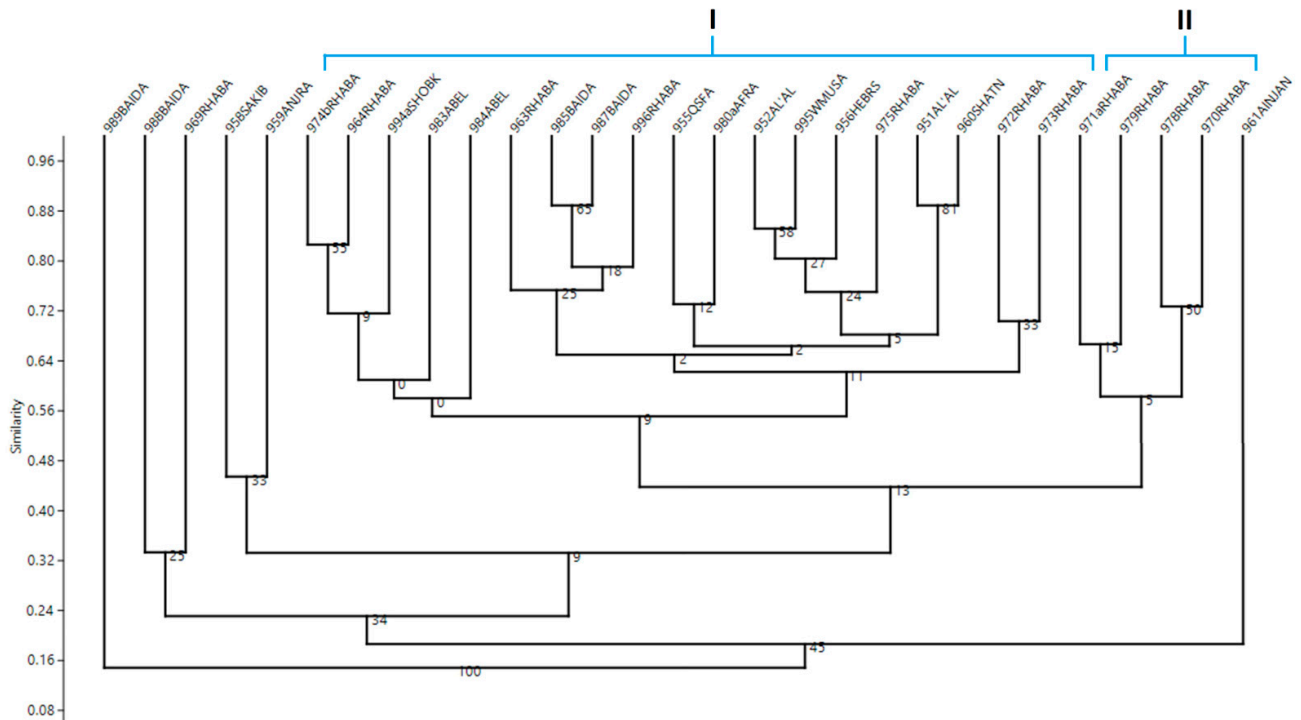 I II
989BAIDA
988BAIDA
969RHABA
958SAKIB
959ANJRA
974bRHABA
964RHABA
994aSHOBK
983ABEL
984ABEL
963RHABA
985BAIDA
987BAIDA
996RHABA
955QSFA
980aAFRA
952AL'AL
995WMUSA
956HEBRS
975RHABA
951AL'AL
960SHATN
972RHABA
973RHABA
971aRHABA
979RHABA
978RHABA
970RHABA
961AINJAN
0.96
0.88
0.80
0.72
0.64
0.56
0.48
0.40
0.32
0.24
0.16
0.08
Similarity
65
81
58
55
27
18
25
24
12
50
9
33
5
15
2
2
11
0
0
5
9
33
13
25
9
34
45
100